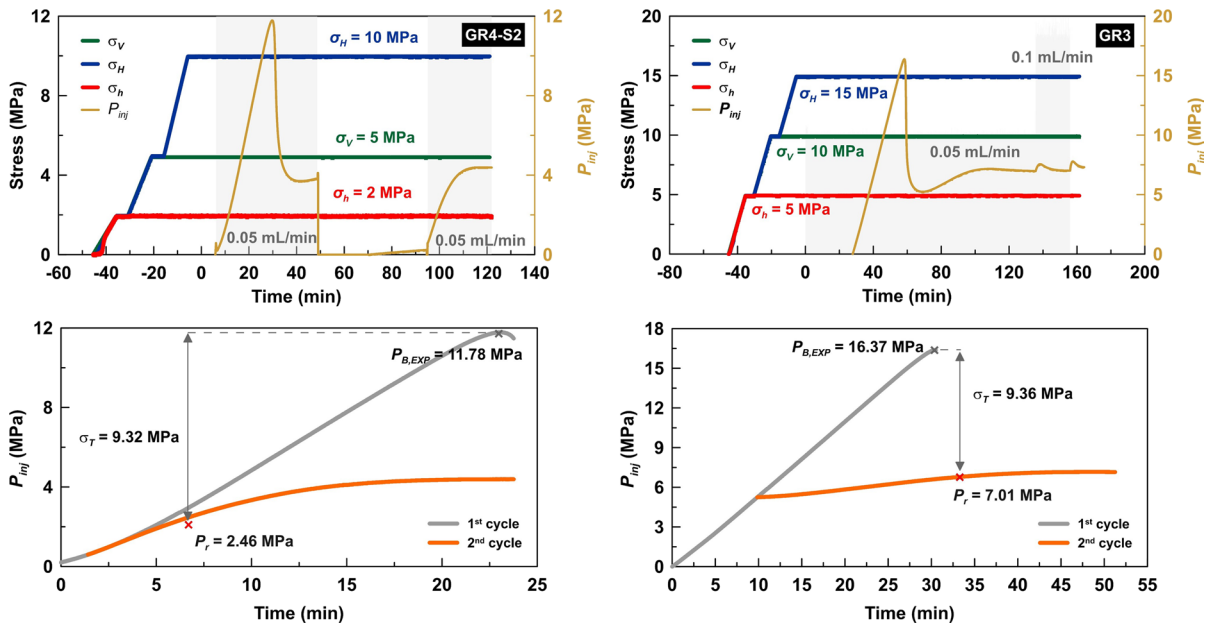 GR4-S2
σV
σH
σh
Pinj
σH = 10 MPa
σV = 5 MPa
σh = 2 MPa
0.05 mL/min
0.05 mL/min
Stress (MPa)
12
8
4
0
Pinj (MPa)
12
10
8
6
4
2
0
-60 -40 -20 0 20 40 60 80 100 120 140
Time (min)
GR3
σV
σH
σh
Pinj
0.1 mL/min
σH = 15 MPa
0.05 mL/min
σV = 10 MPa
σh = 5 MPa
Stress (MPa)
20
15
10
5
0
Pini (MPa)
20
15
10
5
0
-80 -40 0 40 80 120 160 200
Time (min)
PB,EXP = 11.78 MPa
σT = 9.32 MPa
Pr = 2.46 MPa
1st cycle
2nd cycle
Pinj (MPa)
12
10
8
6
4
2
0
0 5 10 15 20 25
Time (min)
PB,EXP = 16.37 MPa
σT = 9.36 MPa
Pr = 7.01 MPa
1st cycle
2nd cycle
Pinj (MPa)
18
15
12
9
6
3
0
0 5 10 15 20 25 30 35 40 45 50 55
Time (min)